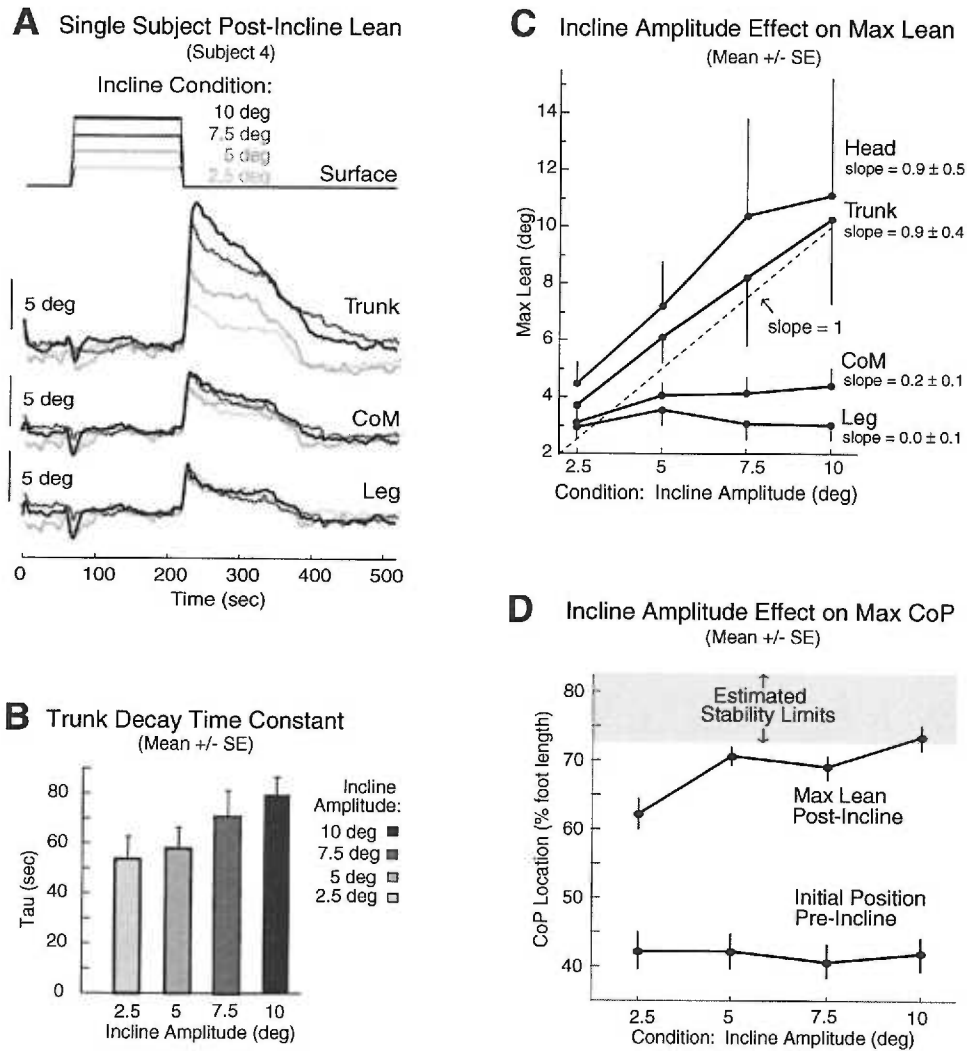 A Single Subject Post-Incline Lean
(Subject 4)
Incline Condition:
10 deg
7.5 deg
5 deg
2.5 deg
Surface
5 deg
Trunk
5 deg
CoM
5 deg
Leg
0 100 200 300 400 500
Time (sec)
B Trunk Decay Time Constant
(Mean +/- SE)
Tau (sec)
80
60
40
20
0
2.5 5 7.5 10
Incline Amplitude (deg)
Incline
Amplitude:
10 deg
7.5 deg
5 deg
2.5 deg
C Incline Amplitude Effect on Max Lean
(Mean +/- SE)
Max Lean (deg)
14
12
10
8
6
4
2
Head
slope = 0.9 ± 0.5
Trunk
slope = 0.9 ± 0.4
slope = 1
CoM
slope = 0.2 ± 0.1
Leg
slope = 0.0 ± 0.1
2.5 5 7.5 10
Condition: Incline Amplitude (deg)
D Incline Amplitude Effect on Max CoP
(Mean +/- SE)
CoP Location (% foot length)
80
70
60
50
40
Estimated
Stability Limits
Max Lean
Post-Incline
Initial Position
Pre-Incline
2.5 5 7.5 10
Condition: Incline Amplitude (deg)